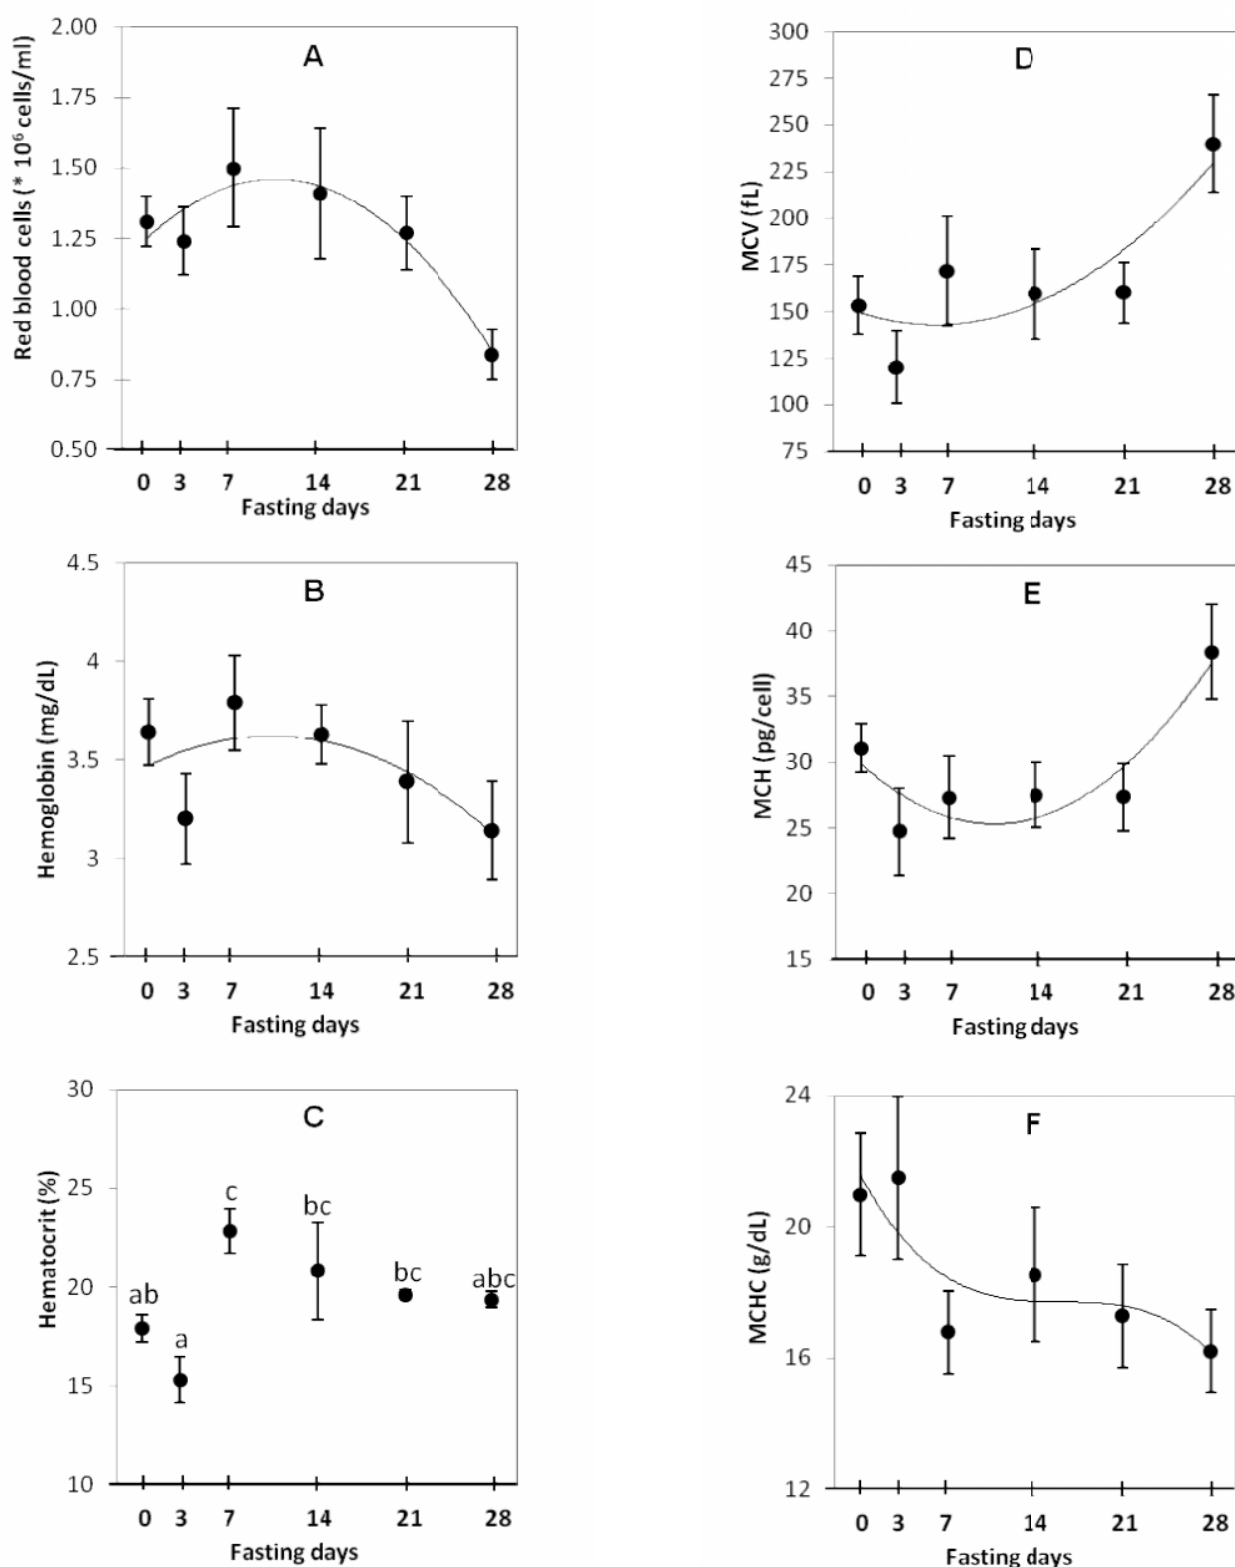 A
Red blood cells (* 10⁶ cells/ml)
2.00
1.75
1.50
1.25
1.00
0.75
0.50
0 3 7 14 21 28
Fasting days
D
MCV (fL)
300
275
250
225
200
175
150
125
100
75
0 3 7 14 21 28
Fasting days
B
Hemoglobin (mg/dL)
4.5
4
3.5
3
2.5
0 3 7 14 21 28
Fasting days
E
MCH (pg/cell)
45
40
35
30
25
20
15
0 3 7 14 21 28
Fasting days
C
Hematocrit (%)
30
25
20
15
10
ab
a
c
bc
bc
abc
0 3 7 14 21 28
Fasting days
F
MCHC (g/dL)
24
20
16
12
0 3 7 14 21 28
Fasting days